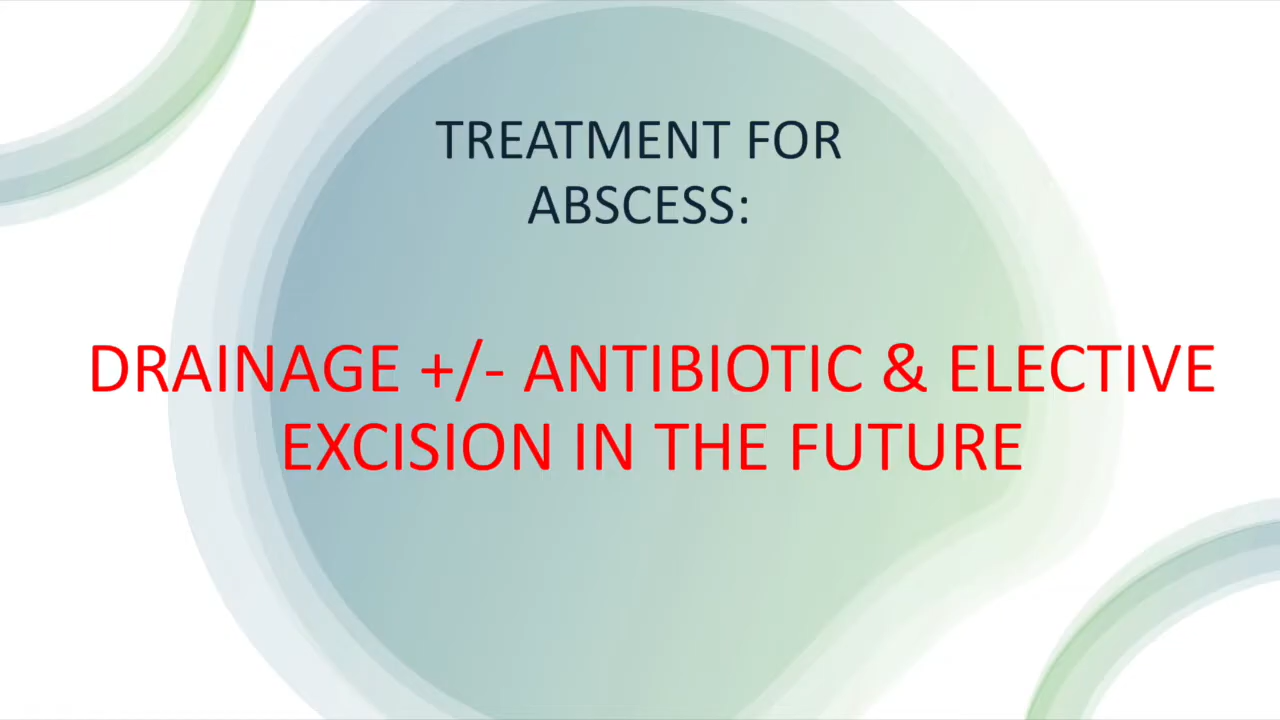 TREATMENT FOR
ABSCESS:
DRAINAGE +/- ANTIBIOTIC & ELECTIVE
EXCISION IN THE FUTURE